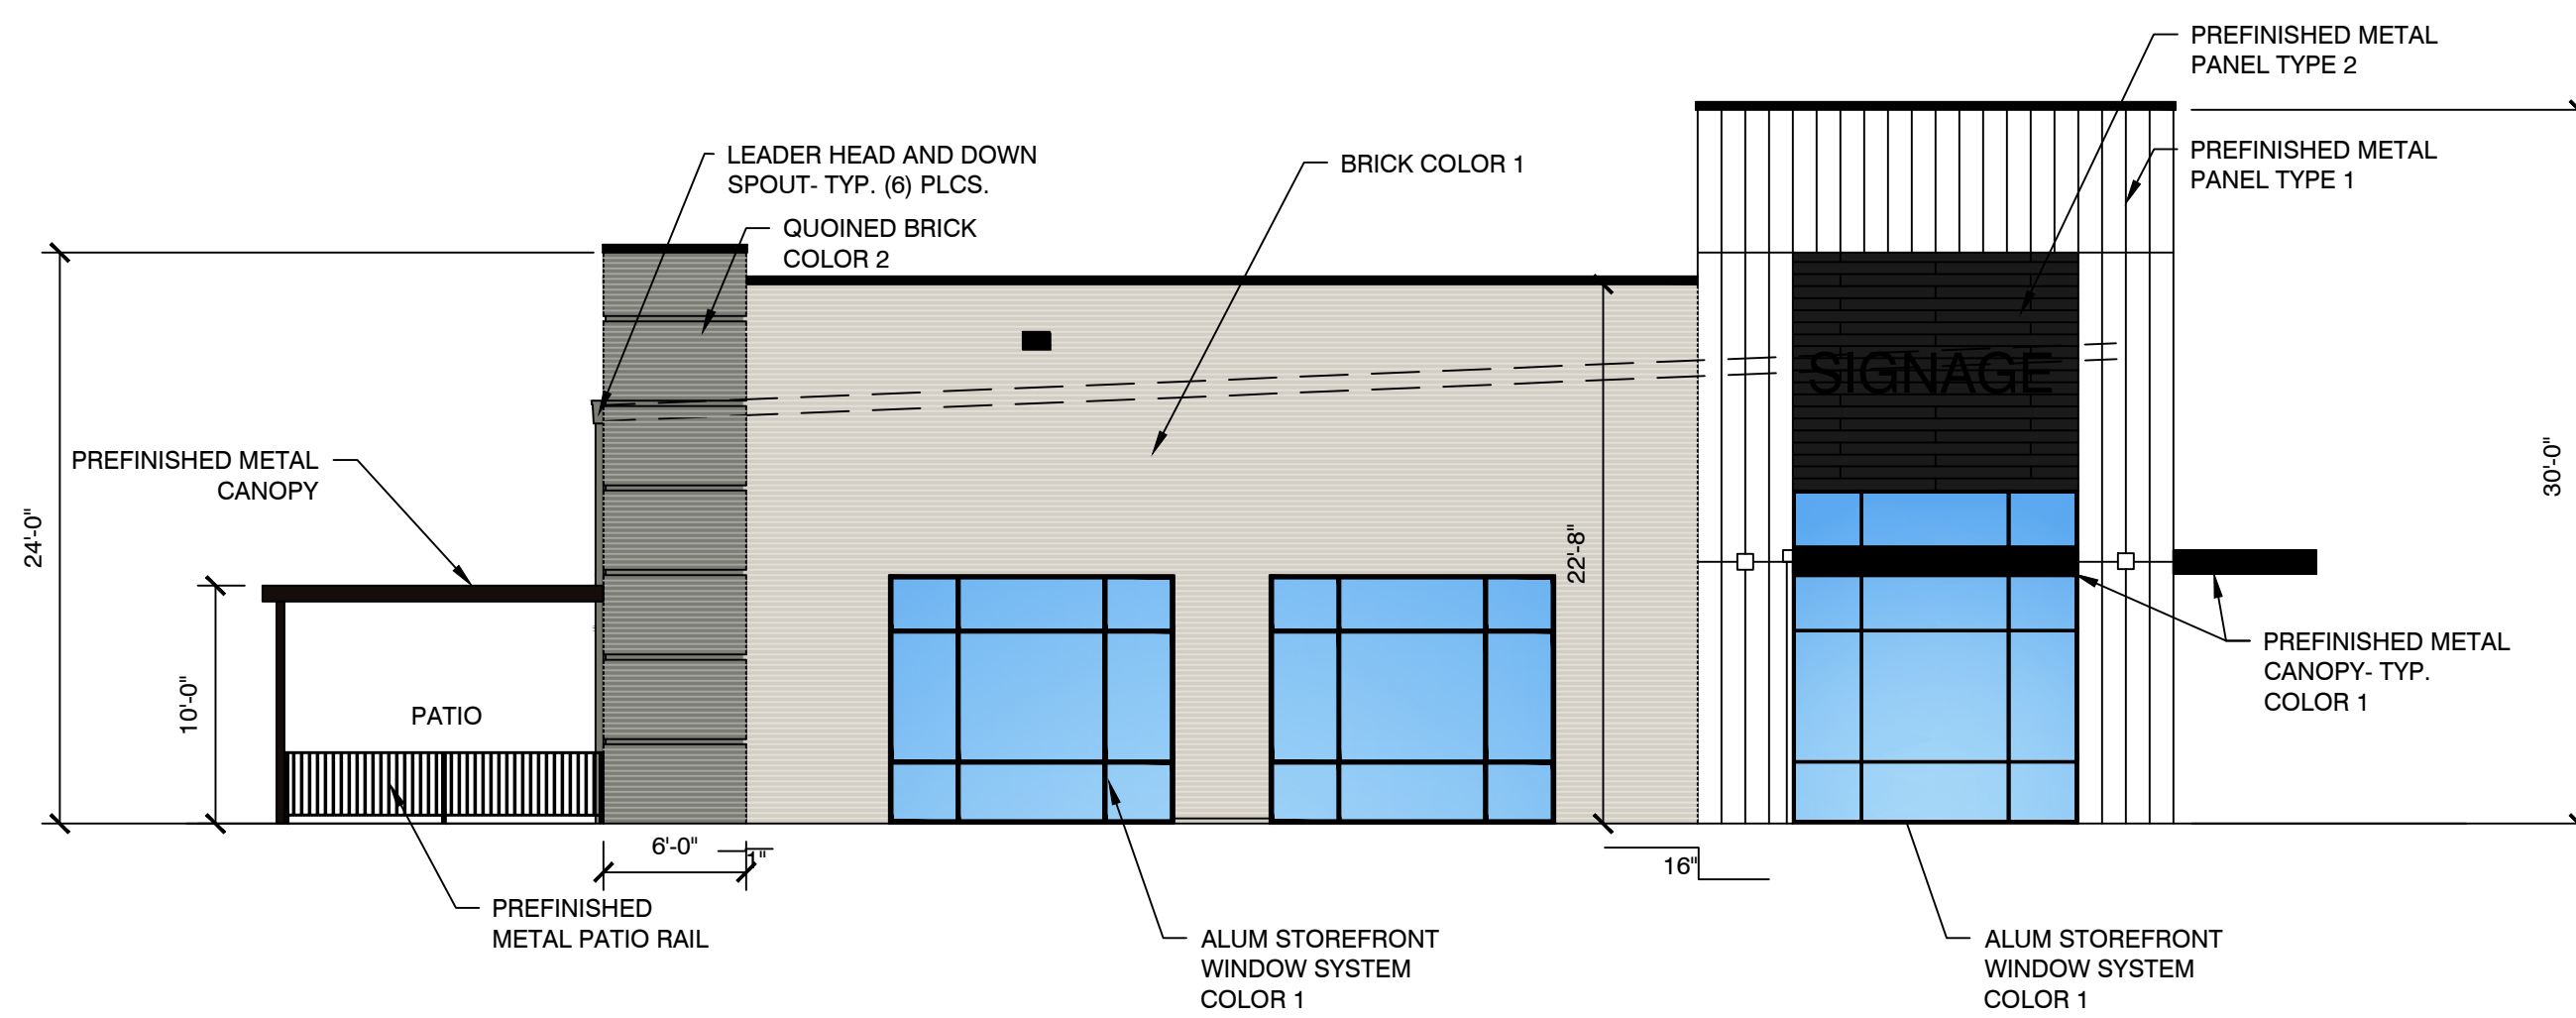 PREFINISHED METAL
PANEL TYPE 2
PREFINISHED METAL
PANEL TYPE 1
LEADER HEAD AND DOWN
SPOUT- TYP. (6) PLCS.
BRICK COLOR 1
QUOINED BRICK
COLOR 2
SIGNAGE
PREFINISHED METAL
CANOPY
24'-0"
30'-0"
22'-8"
10'-0"
PATIO
PREFINISHED METAL
CANOPY- TYP.
COLOR 1
6'-0"
1"
16"
PREFINISHED
METAL PATIO RAIL
ALUM STOREFRONT
WINDOW SYSTEM
COLOR 1
ALUM STOREFRONT
WINDOW SYSTEM
COLOR 1